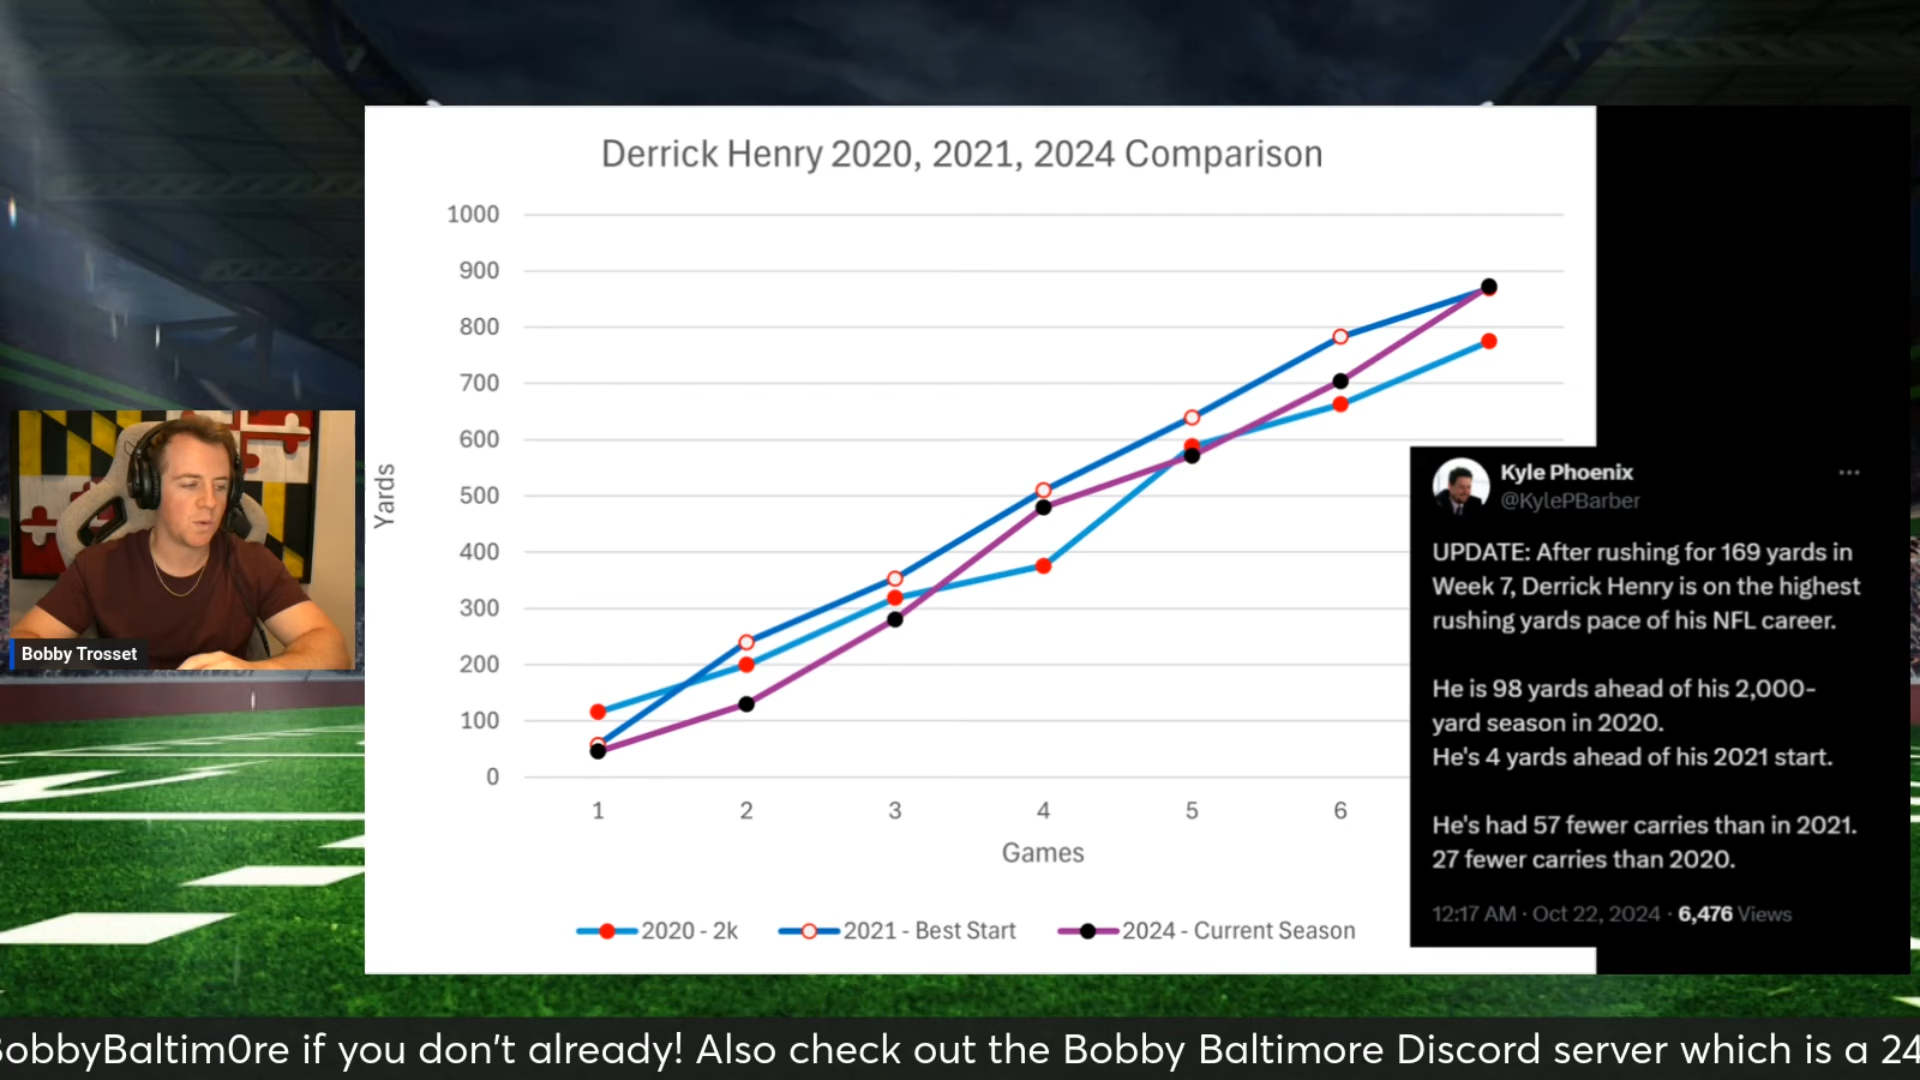 Derrick Henry 2020, 2021, 2024 Comparison
1000
900
800
700
600
500
400
300
200
100
0
Yards
1 2 3 4 5 6
Games
2020 - 2k 2021 - Best Start 2024 - Current Season
Bobby Trosset
Kyle Phoenix
@KylePBarber
UPDATE: After rushing for 169 yards in
Week 7, Derrick Henry is on the highest
rushing yards pace of his NFL career.
He is 98 yards ahead of his 2,000-
yard season in 2020.
He's 4 yards ahead of his 2021 start.
He's had 57 fewer carries than in 2021.
27 fewer carries than 2020.
12:17 AM · Oct 22, 2024 · 6,476 Views
BobbyBaltim0re if you don't already! Also check out the Bobby Baltimore Discord server which is a 24